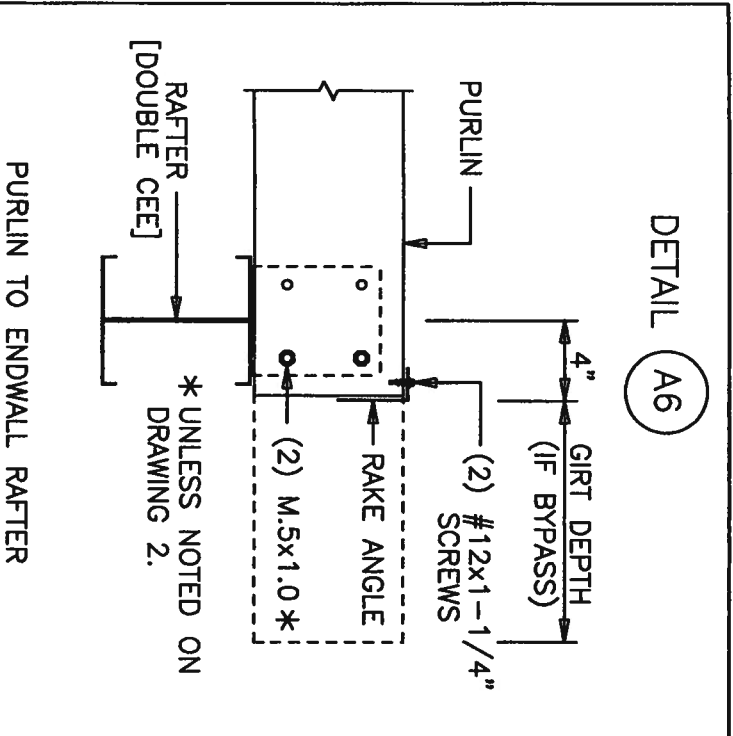 DETAIL A6
4"
GIRT DEPTH
(IF BYPASS)
PURLIN
(2) #12x1-1/4"
SCREWS
RAKE ANGLE
(2) M.5x1.0 *
RAFTER
[DOUBLE CEE]
* UNLESS NOTED ON
DRAWING 2.
PURLIN TO ENDWALL RAFTER